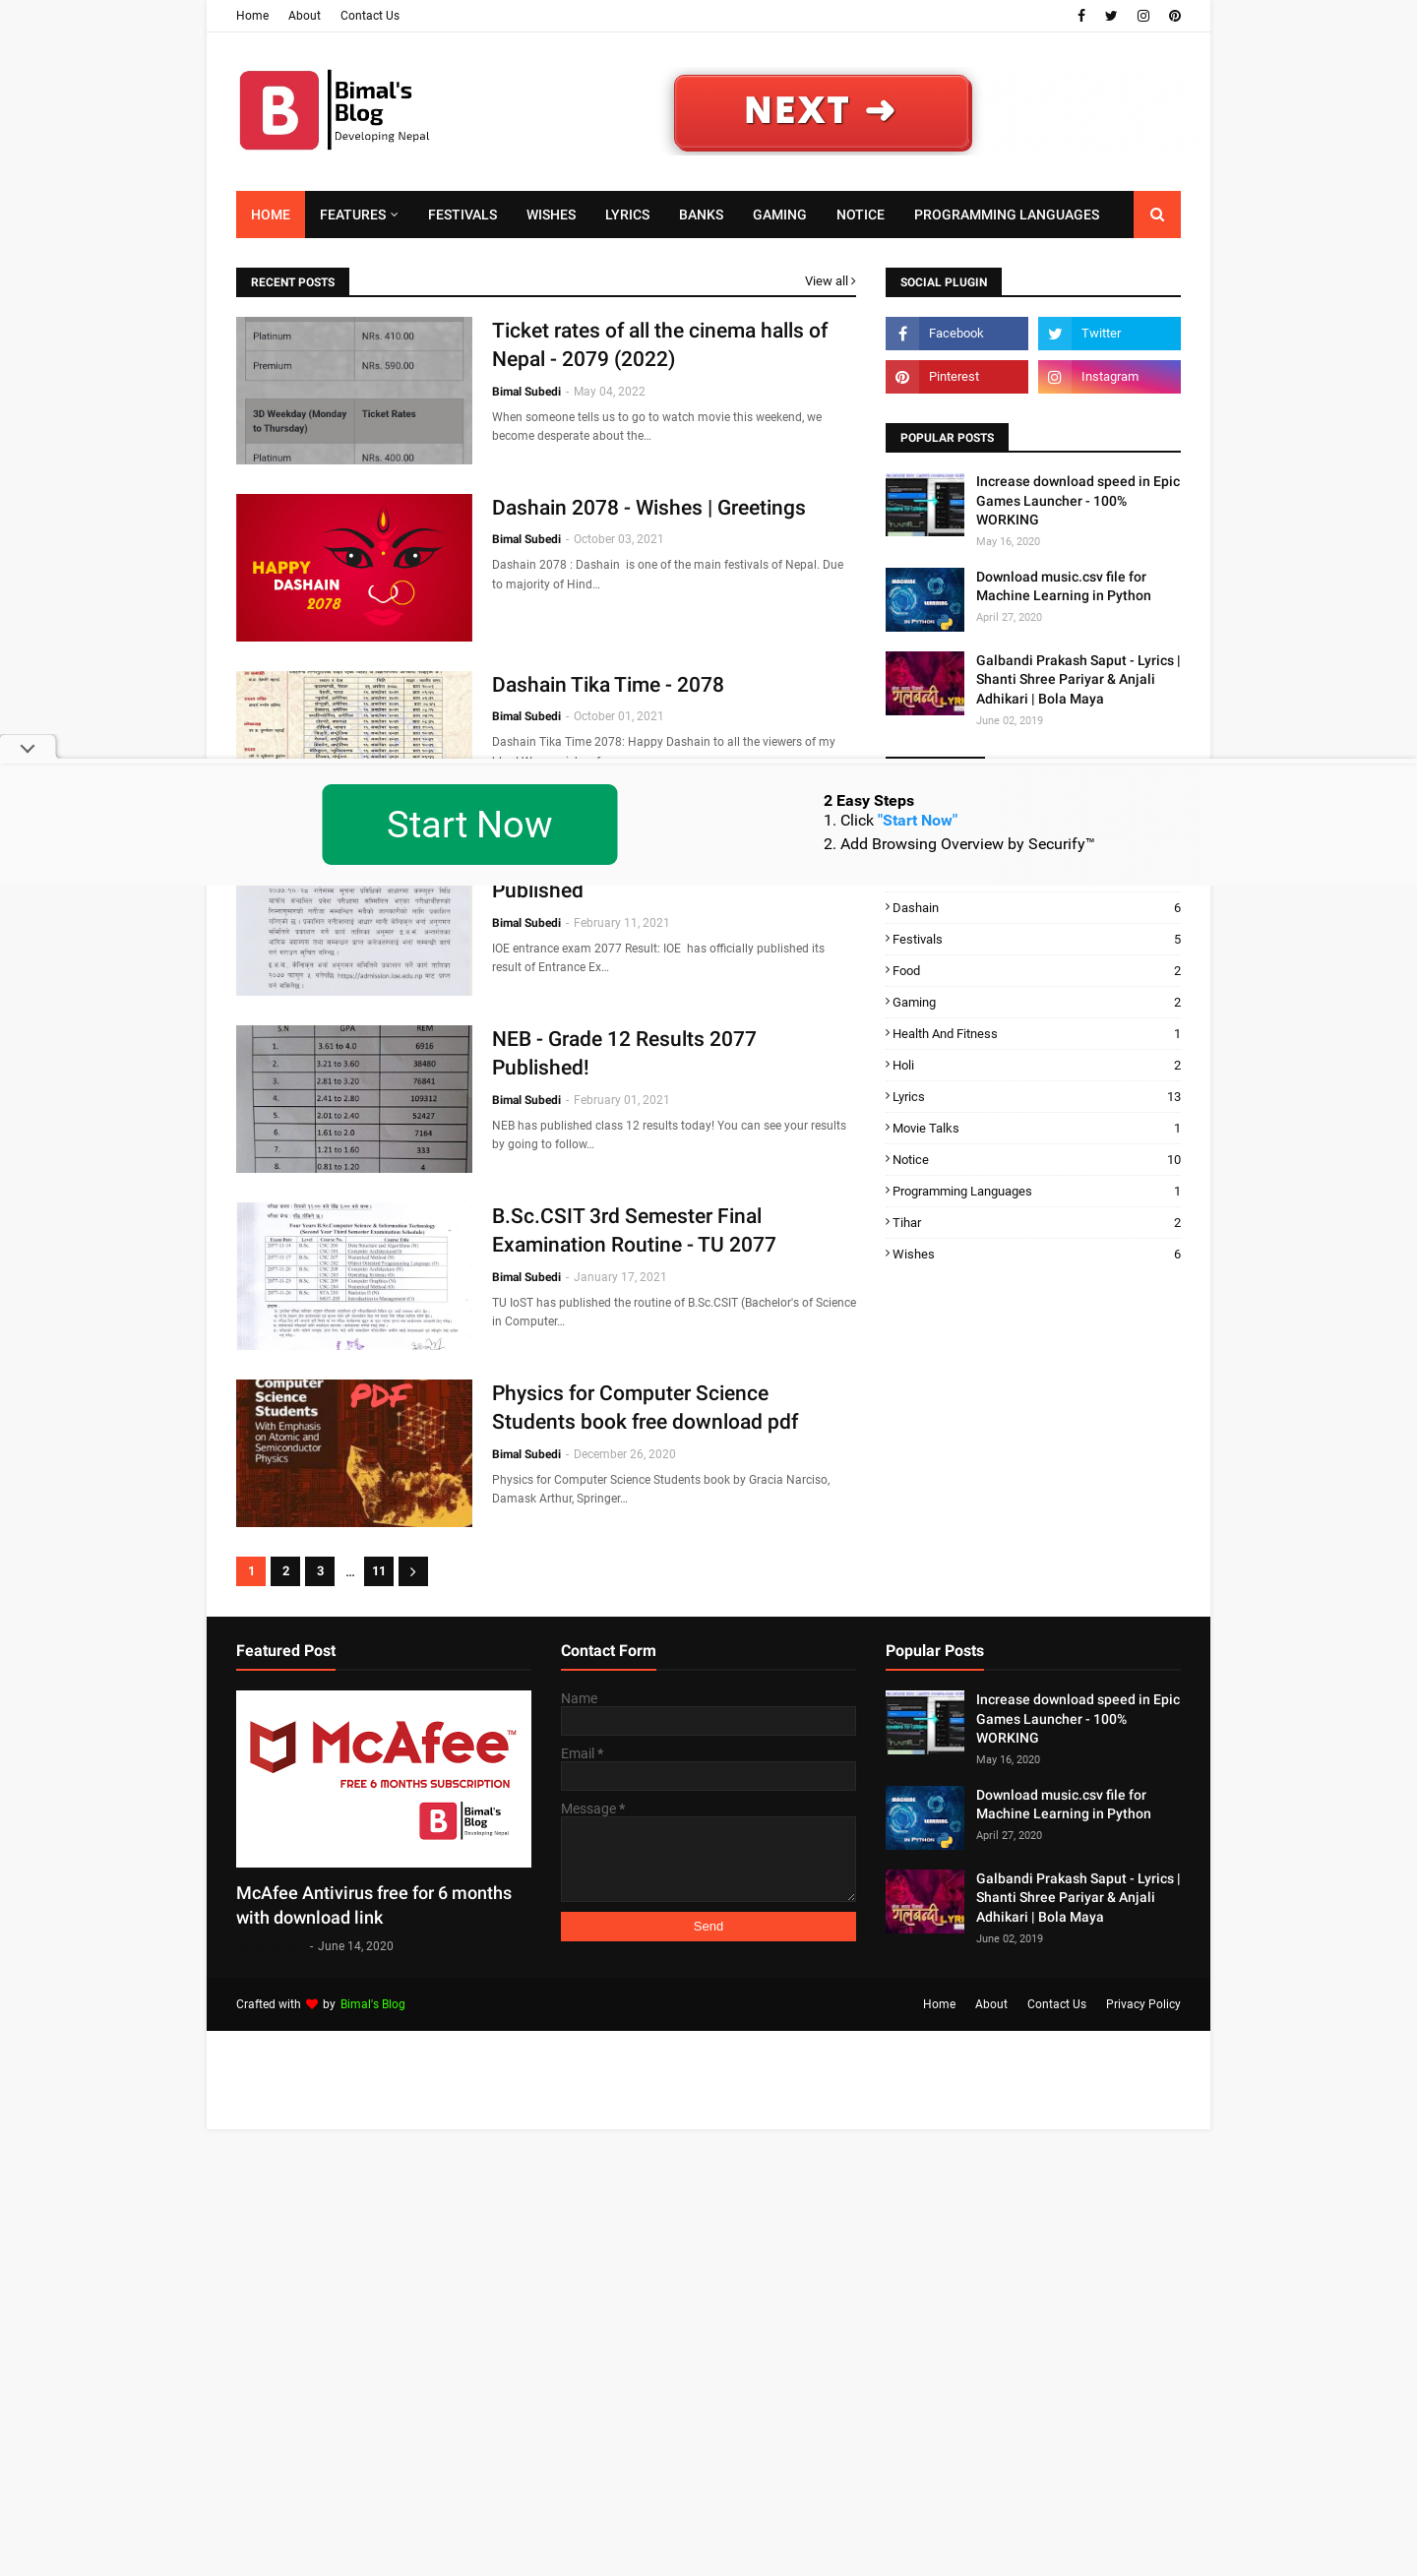 Home About Contact Us
Bimal's
Blog
Developing Nepal
NEXT ➜
HOME FEATURES FESTIVALS WISHES LYRICS BANKS GAMING NOTICE PROGRAMMING LANGUAGES
RECENT POSTS
View all
Platinum NRs. 410.00
Premium NRs. 590.00
3D Weekday (Monday to Thursday) Ticket Rates
Platinum NRs. 400.00
Ticket rates of all the cinema halls of
Nepal - 2079 (2022)
Bimal Subedi - May 04, 2022
When someone tells us to go to watch movie this weekend, we
become desperate about the…
HAPPY
DASHAIN
2078
Dashain 2078 - Wishes | Greetings
Bimal Subedi - October 03, 2021
Dashain 2078 : Dashain is one of the main festivals of Nepal. Due
to majority of Hind…
Dashain Tika Time - 2078
Bimal Subedi - October 01, 2021
Dashain Tika Time 2078: Happy Dashain to all the viewers of my
SOCIAL PLUGIN
Facebook Twitter
Pinterest Instagram
POPULAR POSTS
Increase download speed in Epic
Games Launcher - 100%
WORKING
May 16, 2020
MACHINE
LEARNING
IN PYTHON
Download music.csv file for
Machine Learning in Python
April 27, 2020
Galbandi Prakash Saput - Lyrics |
Shanti Shree Pariyar & Anjali
Adhikari | Bola Maya
June 02, 2019
Start Now
2 Easy Steps
1. Click "Start Now"
2. Add Browsing Overview by Securify™
Published
Bimal Subedi - February 11, 2021
IOE entrance exam 2077 Result: IOE has officially published its
result of Entrance Ex…
Dashain 6
Festivals 5
Food 2
Gaming 2
Health And Fitness 1
Holi 2
Lyrics 13
Movie Talks 1
Notice 10
Programming Languages 1
Tihar 2
Wishes 6
S.N GPA REM
1. 3.61 to 4.0 6916
2. 3.21 to 3.60 38480
3. 2.81 to 3.20 76841
4. 2.41 to 2.80 109312
5. 2.01 to 2.40 52427
6. 1.61 to 2.0 7164
7. 1.21 to 1.60 333
8. 0.81 to 1.20 4
NEB - Grade 12 Results 2077
Published!
Bimal Subedi - February 01, 2021
NEB has published class 12 results today! You can see your results
by going to follow…
Four Years B.Sc.Computer Science & Information Technology
(Second Year Third Semester Examination Schedule)
B.Sc.CSIT 3rd Semester Final
Examination Routine - TU 2077
Bimal Subedi - January 17, 2021
TU IoST has published the routine of B.Sc.CSIT (Bachelor's of Science
in Computer…
Computer
Science
Students
PDF
With Emphasis
on Atomic and
Semiconductor
Physics
Physics for Computer Science
Students book free download pdf
Bimal Subedi - December 26, 2020
Physics for Computer Science Students book by Gracia Narciso,
Damask Arthur, Springer…
1 2 3 … 11
Featured Post
McAfee™
FREE 6 MONTHS SUBSCRIPTION
Bimal's
Blog
Developing Nepal
McAfee Antivirus free for 6 months
with download link
- June 14, 2020
Contact Form
Name
Email *
Message *
Send
Popular Posts
Increase download speed in Epic
Games Launcher - 100%
WORKING
May 16, 2020
MACHINE
LEARNING
IN PYTHON
Download music.csv file for
Machine Learning in Python
April 27, 2020
Galbandi Prakash Saput - Lyrics |
Shanti Shree Pariyar & Anjali
Adhikari | Bola Maya
June 02, 2019
Crafted with ♥ by Bimal's Blog
Home About Contact Us Privacy Policy